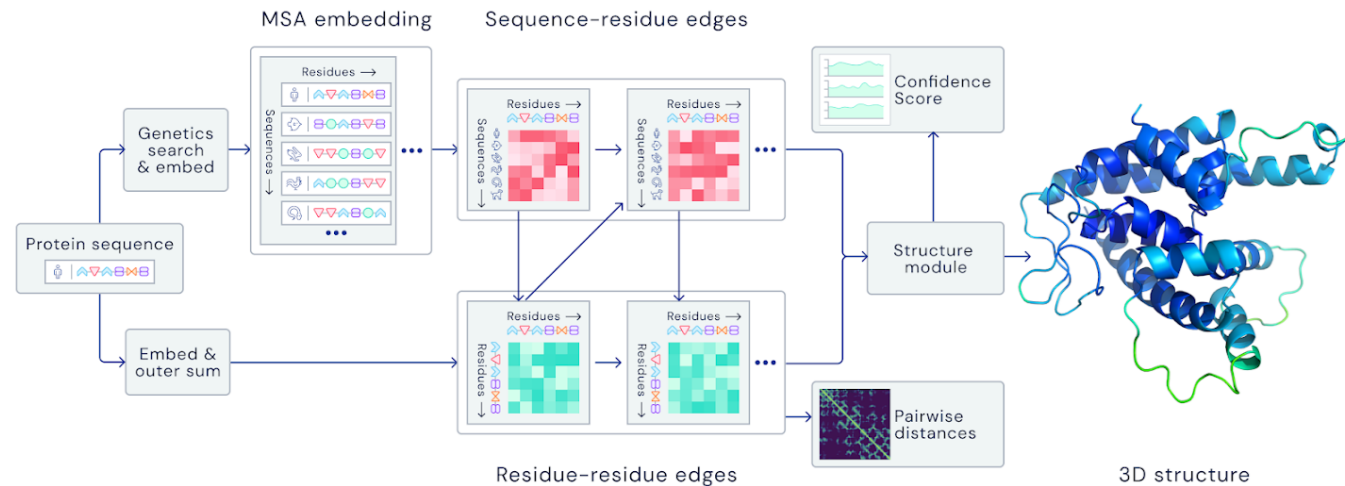 MSA embedding
Sequence-residue edges
Residues →
Sequences →
Genetics
search
& embed
Protein sequence
Embed &
outer sum
Residues →
Sequences →
Residues →
Sequences →
Confidence
Score
Structure
module
Residues →
Residues →
Residues →
Residues →
Pairwise
distances
Residue-residue edges
3D structure